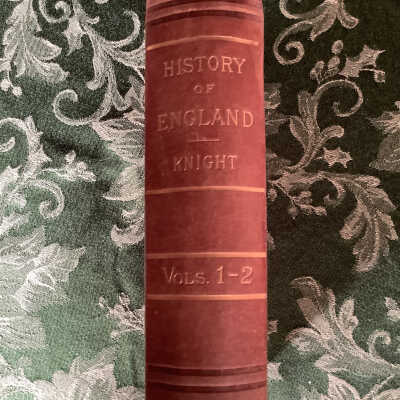 HISTORY
OF
ENGLAND
KNIGHT
VOLS. 1-2